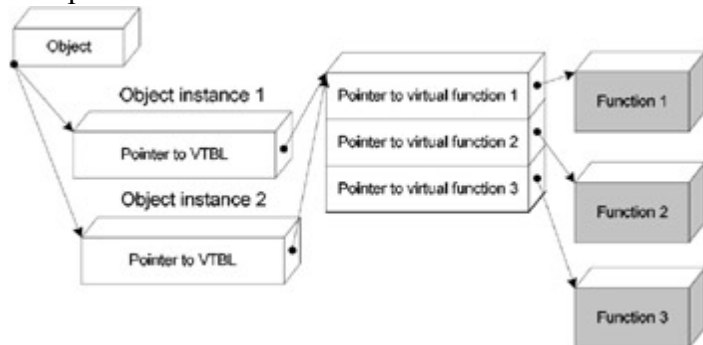 Object
Object instance 1
Pointer to VTBL
Object instance 2
Pointer to VTBL
Pointer to virtual function 1
Pointer to virtual function 2
Pointer to virtual function 3
Function 1
Function 2
Function 3